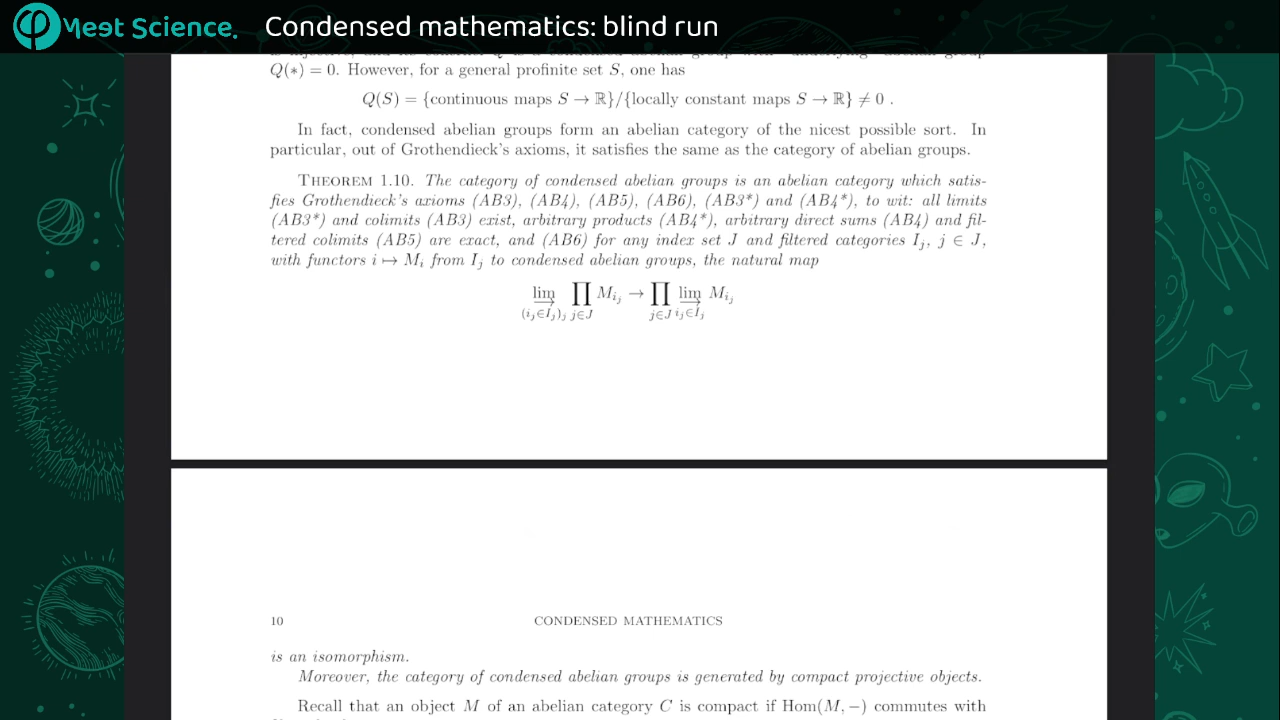 Meet Science.
Condensed mathematics: blind run
Q(∗) = 0. However, for a general profinite set S, one has
Q(S) = {continuous maps S → ℝ}/{locally constant maps S → ℝ} ≠ 0 .
In fact, condensed abelian groups form an abelian category of the nicest possible sort. In
particular, out of Grothendieck's axioms, it satisfies the same as the category of abelian groups.
THEOREM 1.10. The category of condensed abelian groups is an abelian category which satis-
fies Grothendieck's axioms (AB3), (AB4), (AB5), (AB6), (AB3*) and (AB4*), to wit: all limits
(AB3*) and colimits (AB3) exist, arbitrary products (AB4*), arbitrary direct sums (AB4) and fil-
tered colimits (AB5) are exact, and (AB6) for any index set J and filtered categories I_j, j ∈ J,
with functors i ↦ M_i from I_j to condensed abelian groups, the natural map
lim→_{(i_j∈I_j)_j} ∏_{j∈J} M_{i_j} → ∏_{j∈J} lim→_{i_j∈I_j} M_{i_j}
10 CONDENSED MATHEMATICS
is an isomorphism.
Moreover, the category of condensed abelian groups is generated by compact projective objects.
Recall that an object M of an abelian category C is compact if Hom(M, −) commutes with